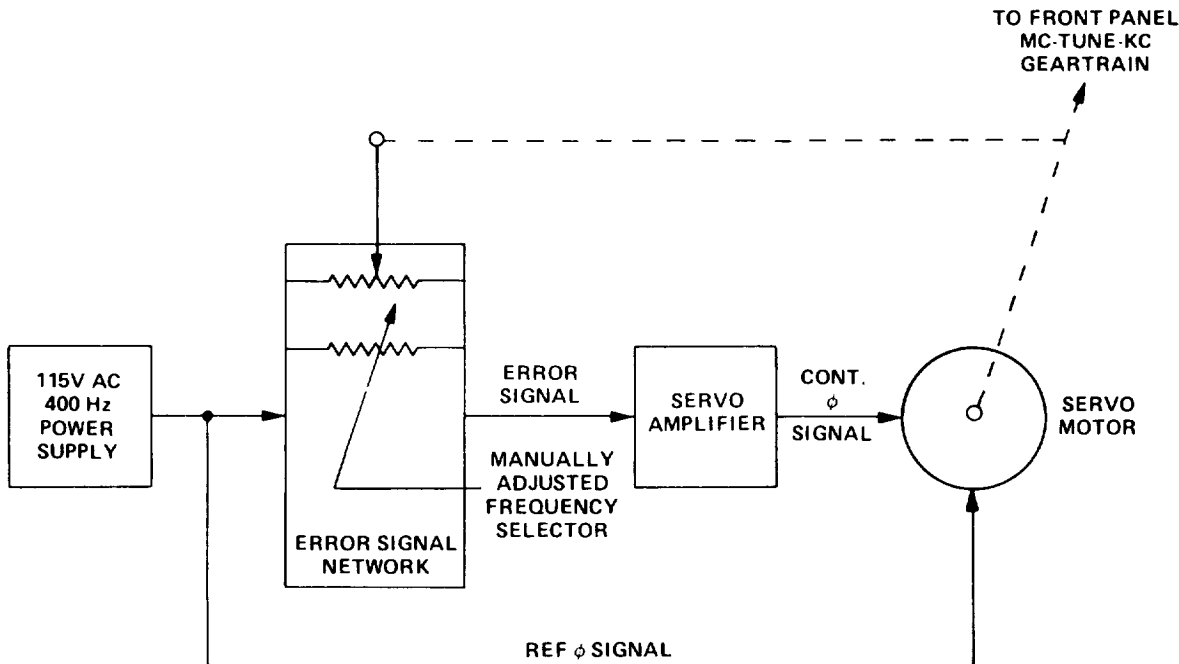 TO FRONT PANEL
MC-TUNE-KC
GEARTRAIN
115V AC
400 Hz
POWER
SUPPLY
ERROR
SIGNAL
SERVO
AMPLIFIER
CONT.
ϕ
SIGNAL
SERVO
MOTOR
MANUALLY
ADJUSTED
FREQUENCY
SELECTOR
ERROR SIGNAL
NETWORK
REF ϕ SIGNAL